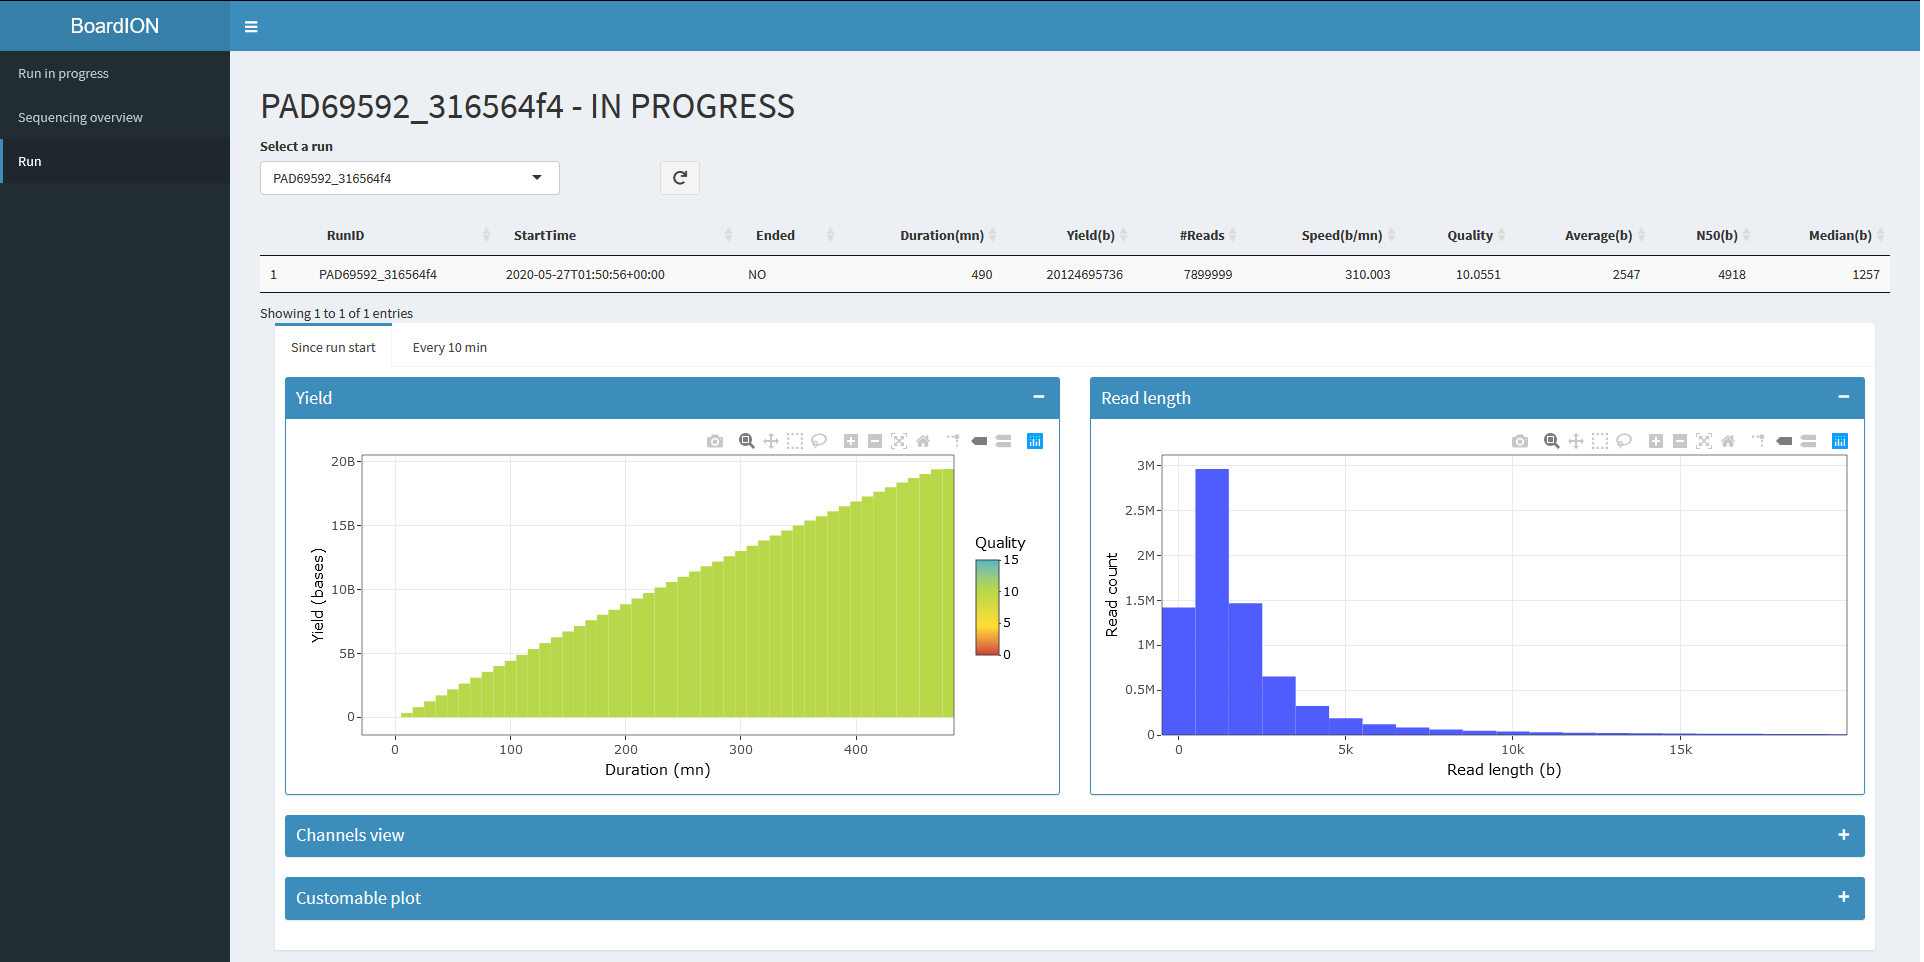 BoardION
Run in progress
Sequencing overview
Run
PAD69592_316564f4 - IN PROGRESS
Select a run
PAD69592_316564f4
RunID StartTime Ended Duration(mn) Yield(b) #Reads Speed(b/mn) Quality Average(b) N50(b) Median(b)
1 PAD69592_316564f4 2020-05-27T01:50:56+00:00 NO 490 20124695736 7899999 310.003 10.0551 2547 4918 1257
Showing 1 to 1 of 1 entries
Since run start Every 10 min
Yield
20B
15B
10B
5B
0
Yield (bases)
0 100 200 300 400
Duration (mn)
Quality
15
10
5
0
Read length
3M
2.5M
2M
1.5M
1M
0.5M
0
Read count
0 5k 10k 15k
Read length (b)
Channels view
Customable plot